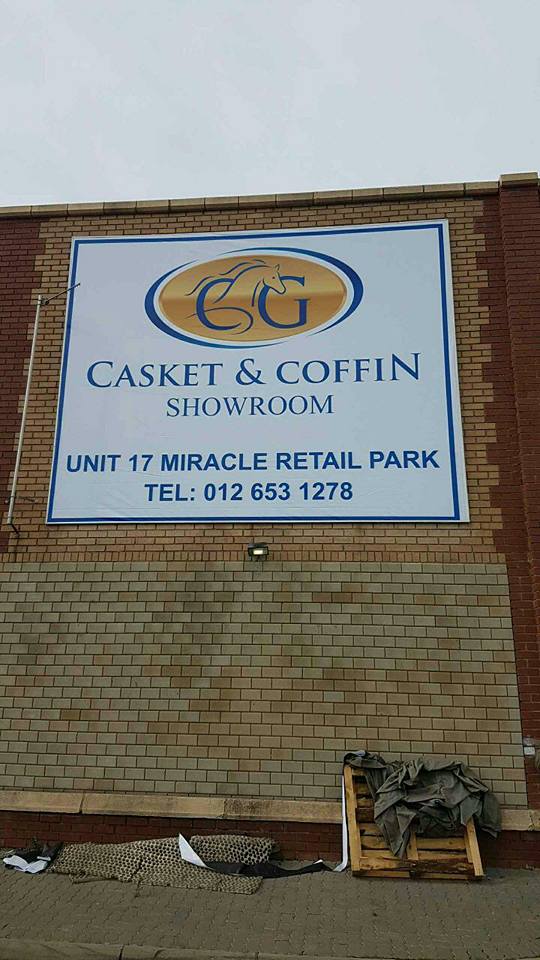 CG
CASKET & COFFIN
SHOWROOM
UNIT 17 MIRACLE RETAIL PARK
TEL: 012 653 1278